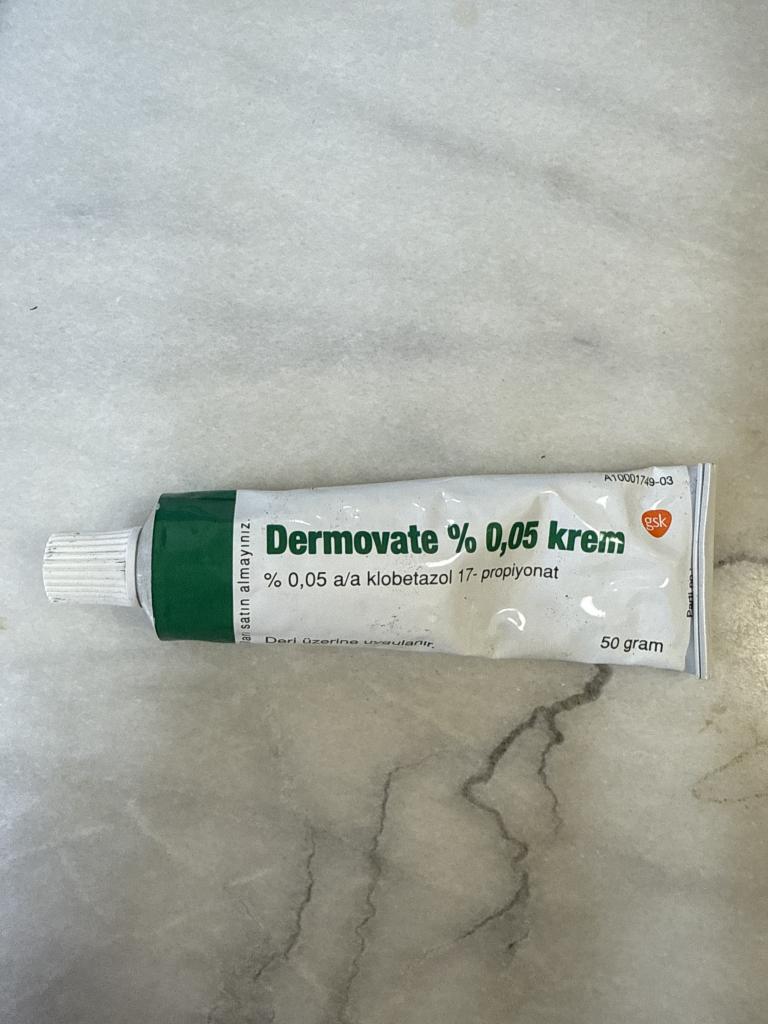 A10001749-03
gsk
Dermovate % 0,05 krem
% 0,05 a/a klobetazol 17- propiyonat
Deri üzerine uygulanır.
50 gram
satın almayınız.